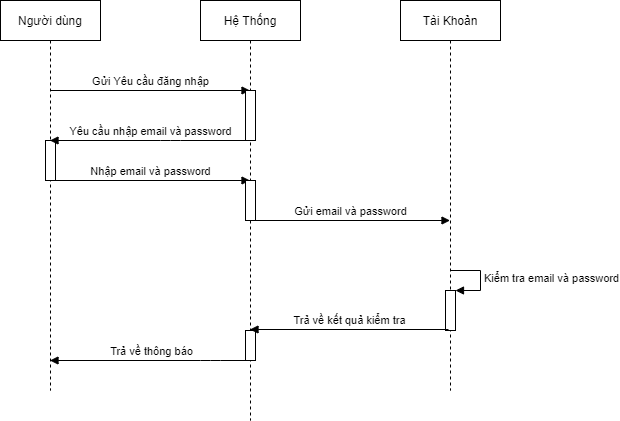 Người dùng
Hệ Thống
Tài Khoản
Gửi Yêu cầu đăng nhập
Yêu cầu nhập email và password
Nhập email và password
Gửi email và password
Kiểm tra email và password
Trả về kết quả kiểm tra
Trả về thông báo